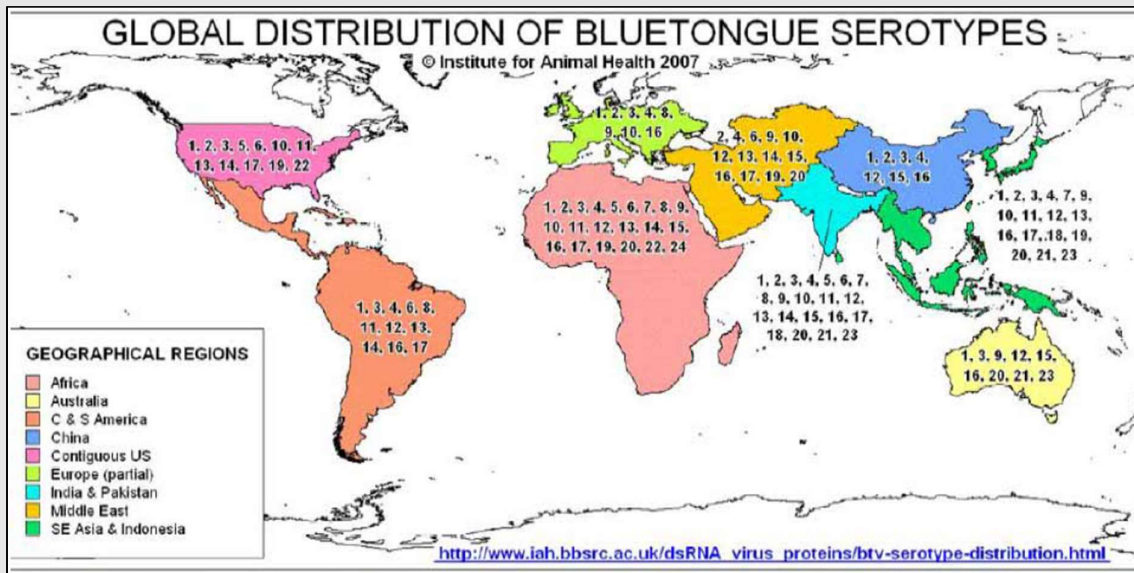 GLOBAL DISTRIBUTION OF BLUETONGUE SEROTYPES
© Institute for Animal Health 2007
1, 2, 3, 5, 6, 10, 11,
13, 14, 17, 19, 22
1, 2, 3, 4, 8,
9, 10, 16
2, 4, 6, 9, 10,
12, 13, 14, 15,
16, 17, 19, 20
1, 2, 3, 4,
12, 15, 16
1, 2, 3, 4, 7, 9,
10, 11, 12, 13,
16, 17, .18, 19,
20, 21, 23
1, 2, 3, 4, 5, 6, 7, 8, 9,
10, 11, 12, 13, 14, 15,
16, 17, 19, 20, 22, 24
1, 2, 3, 4, 5, 6, 7,
8, 9, 10, 11, 12,
13, 14, 15, 16, 17,
18, 20, 21, 23
1, 3, 4, 6, 8,
11, 12, 13,
14, 16, 17
1, 3, 9, 12, 15,
16, 20, 21, 23
GEOGRAPHICAL REGIONS
Africa
Australia
C & S America
China
Contiguous US
Europe (partial)
India & Pakistan
Middle East
SE Asia & Indonesia
http://www.iah.bbsrc.ac.uk/dsRNA_virus_proteins/btv-serotype-distribution.html